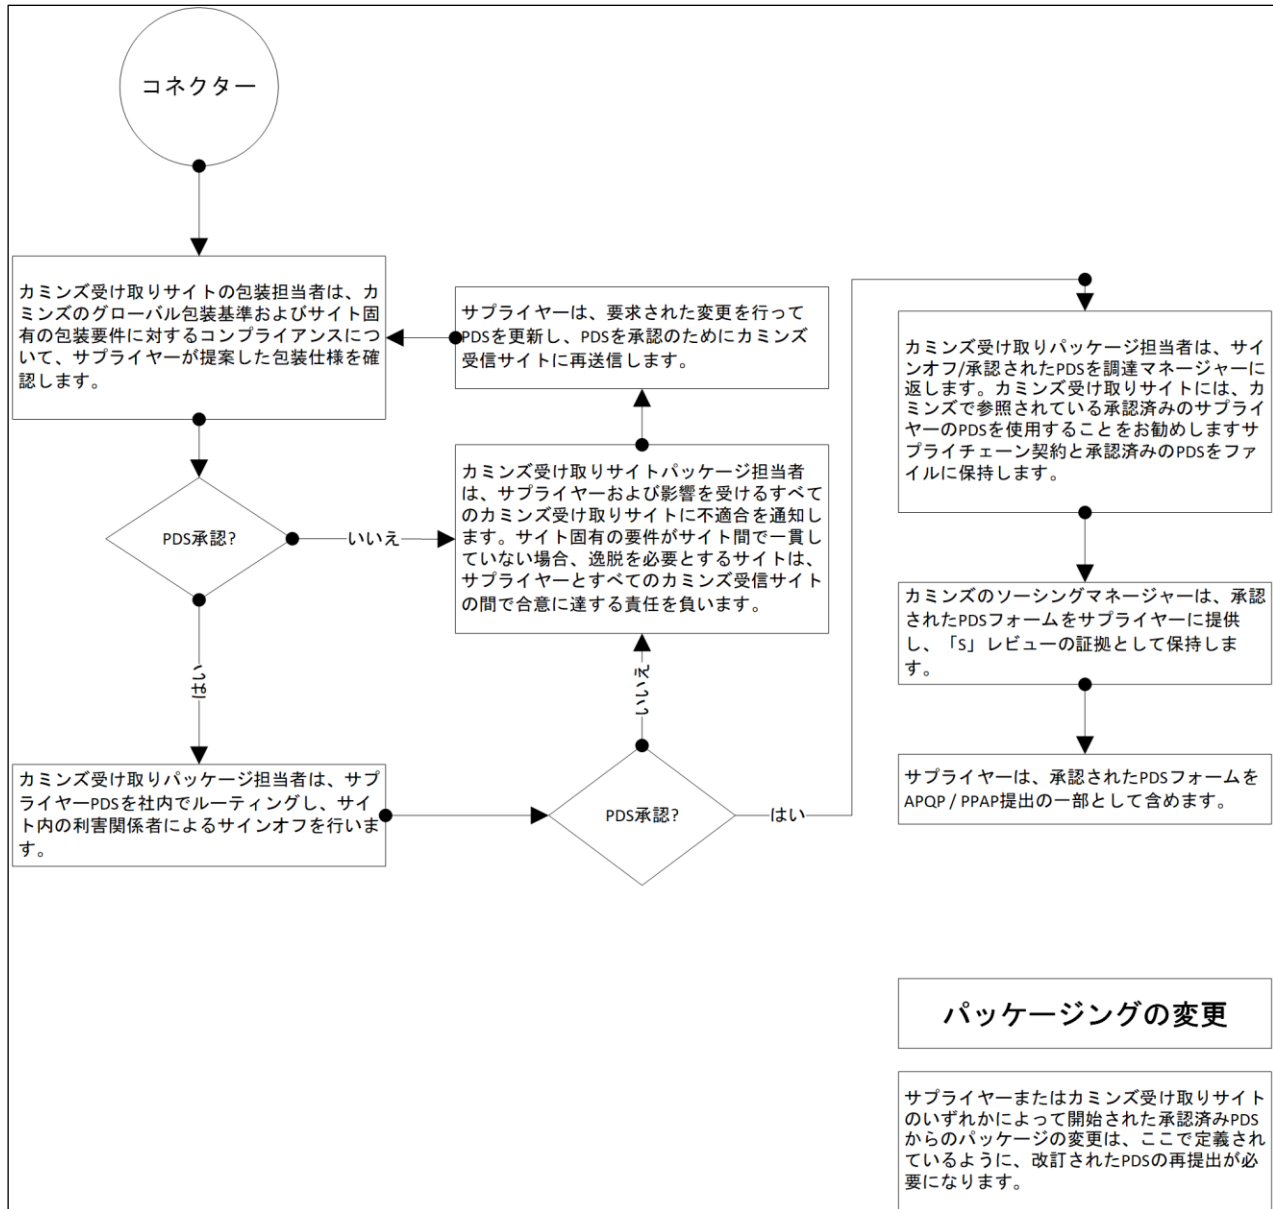 コネクター
カミンズ受け取りサイトの包装担当者は、カ
ミンズのグローバル包装基準およびサイト固
有の包装要件に対するコンプライアンスにつ
いて、サプライヤーが提案した包装仕様を確
認します。
PDS承認?
いいえ
はい
カミンズ受け取りパッケージ担当者は、サプ
ライヤーPDSを社内でルーティングし、サイ
ト内の利害関係者によるサインオフを行いま
す。
サプライヤーは、要求された変更を行って
PDSを更新し、PDSを承認のためにカミンズ
受信サイトに再送信します。
カミンズ受け取りサイトパッケージ担当者
は、サプライヤーおよび影響を受けるすべて
のカミンズ受け取りサイトに不適合を通知し
ます。サイト固有の要件がサイト間で一貫し
ていない場合、逸脱を必要とするサイトは、
サプライヤーとすべてのカミンズ受信サイト
の間で合意に達する責任を負います。
いいえ
PDS承認?
はい
カミンズ受け取りパッケージ担当者は、サイ
ンオフ/承認されたPDSを調達マネージャーに
返します。カミンズ受け取りサイトには、カ
ミンズで参照されている承認済みのサプライ
ヤーのPDSを使用することをお勧めしますサ
プライチェーン契約と承認済みのPDSをファ
イルに保持します。
カミンズのソーシングマネージャーは、承認
されたPDSフォームをサプライヤーに提供
し、「S」レビューの証拠として保持しま
す。
サプライヤーは、承認されたPDSフォームを
APQP / PPAP提出の一部として含めます。
パッケージングの変更
サプライヤーまたはカミンズ受け取りサイト
のいずれかによって開始された承認済みPDS
からのパッケージの変更は、ここで定義され
ているように、改訂されたPDSの再提出が必
要になります。